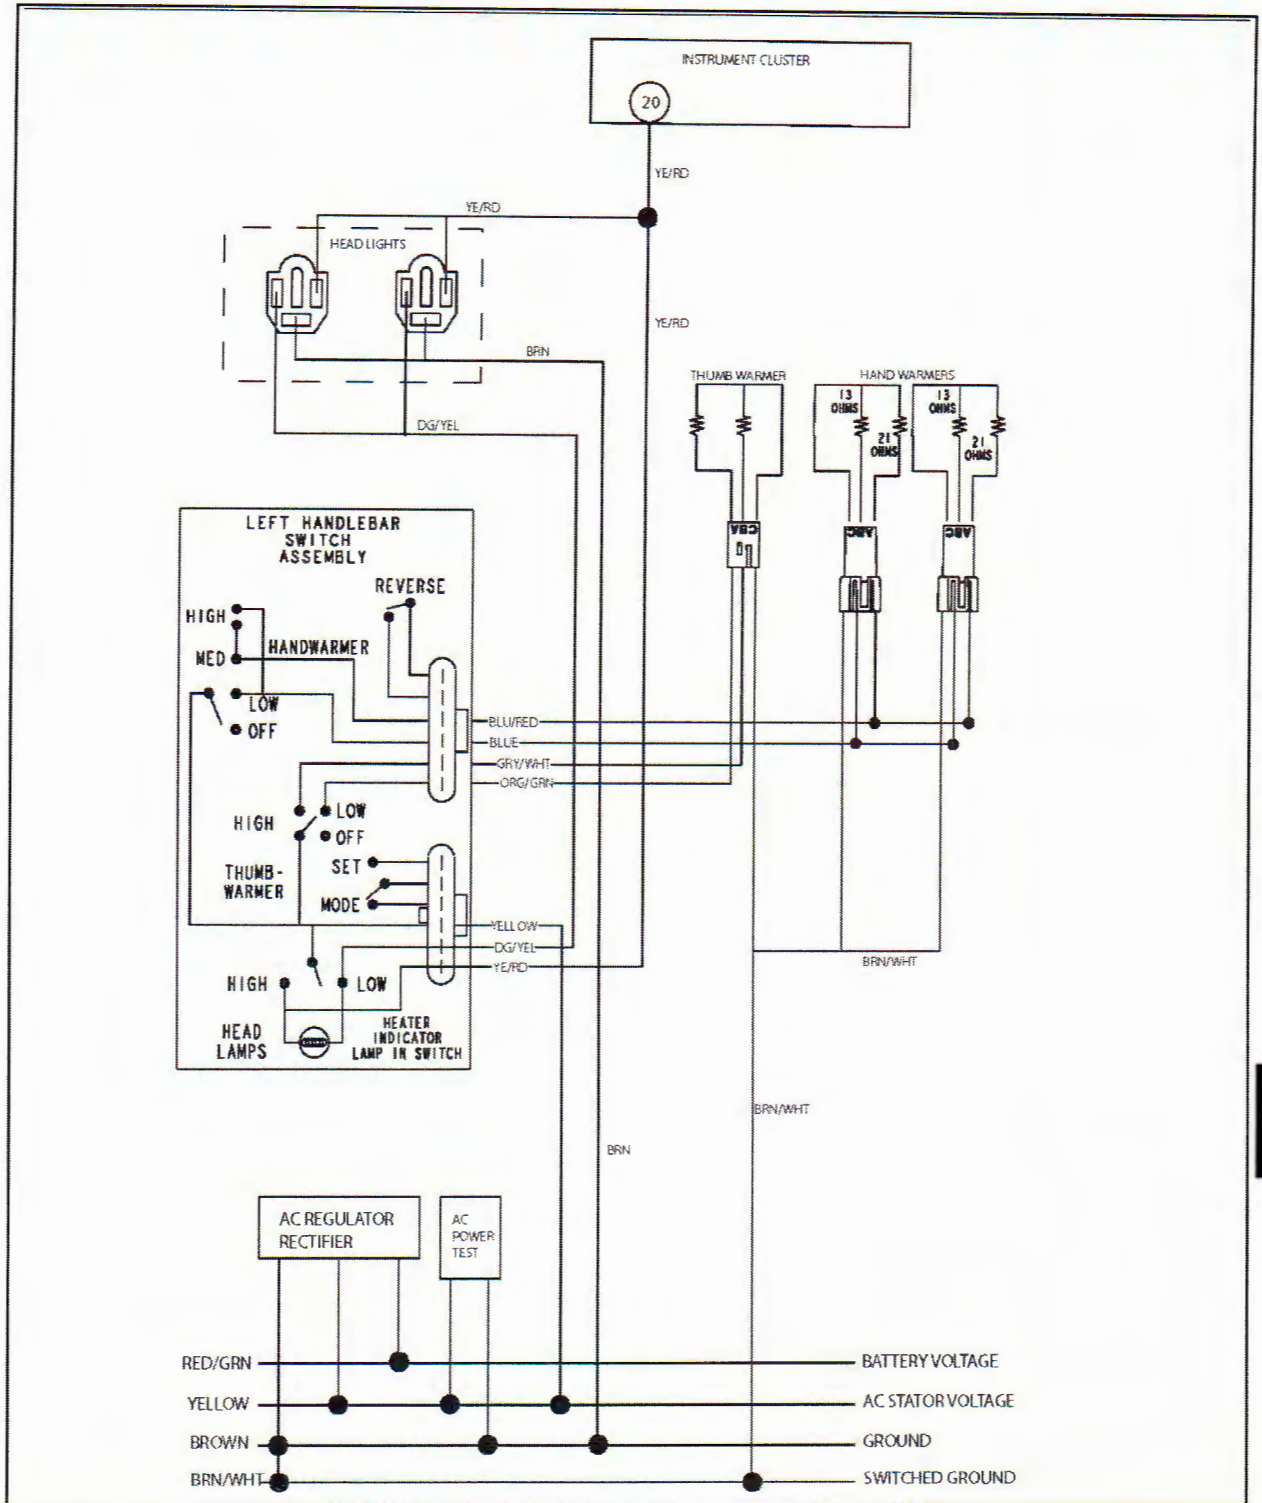 INSTRUMENT CLUSTER
20
YE/RD
YE/RD
HEAD LIGHTS
YE/RD
BRN
THUMB WARMER
HAND WARMERS
13
OHMS
13
OHMS
21
OHMS
21
OHMS
DG/YEL
LEFT HANDLEBAR
SWITCH
ASSEMBLY
CBA
ABC
ABC
REVERSE
HIGH
HANDWARMER
MED
LOW
OFF
BLU/RED
BLUE
GRY/WHT
ORG/GRN
HIGH
LOW
OFF
THUMB-
WARMER
SET
MODE
YELLOW
DG/YEL
YE/RD
BRN/WHT
HIGH
LOW
HEAD
LAMPS
HEATER
INDICATOR
LAMP IN SWITCH
BRN/WHT
BRN
AC REGULATOR
RECTIFIER
AC
POWER
TEST
RED/GRN
BATTERY VOLTAGE
YELLOW
AC STATOR VOLTAGE
BROWN
GROUND
BRN/WHT
SWITCHED GROUND